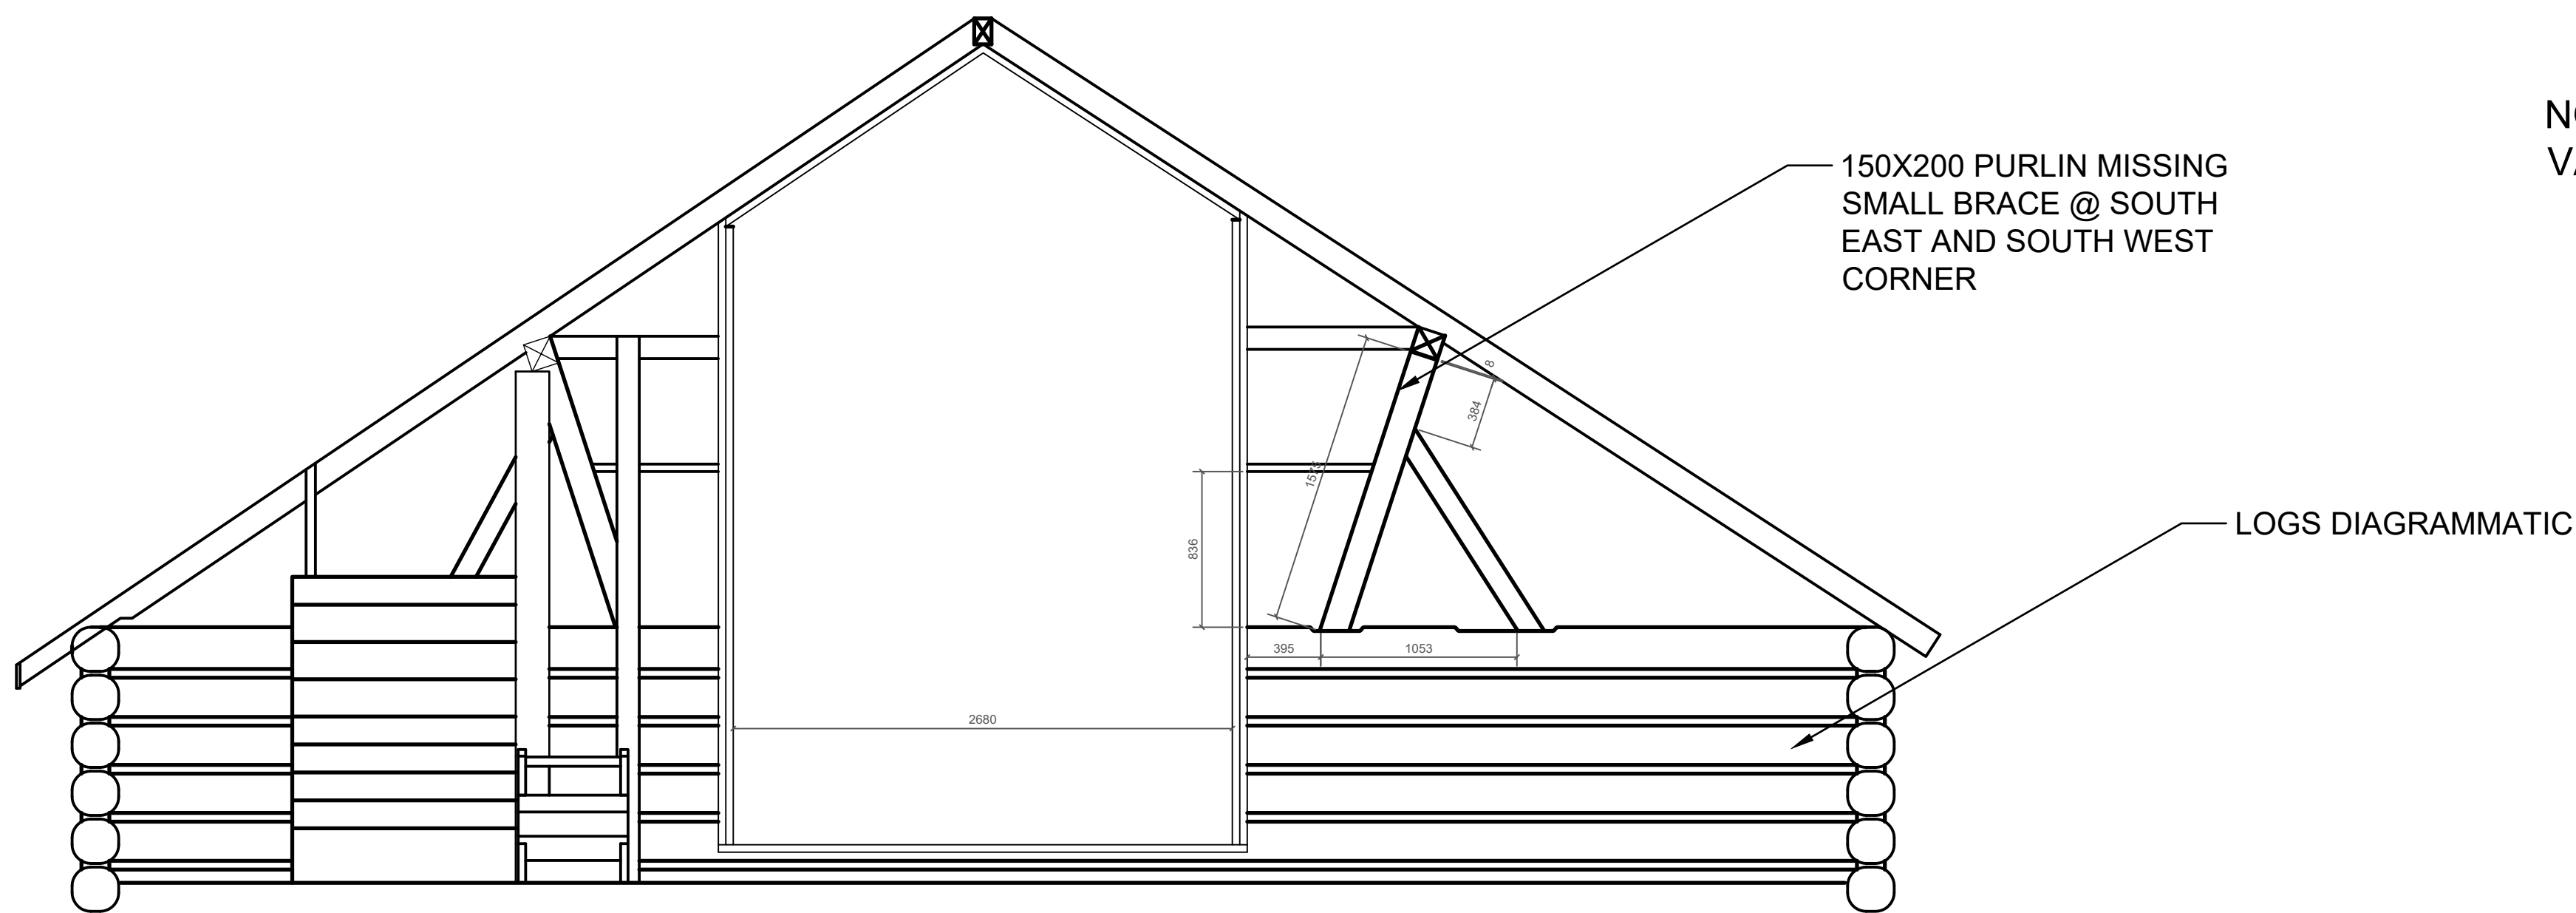 150X200 PURLIN MISSING
SMALL BRACE @ SOUTH
EAST AND SOUTH WEST
CORNER
LOGS DIAGRAMMATIC
8
384
836
395
1053
2680